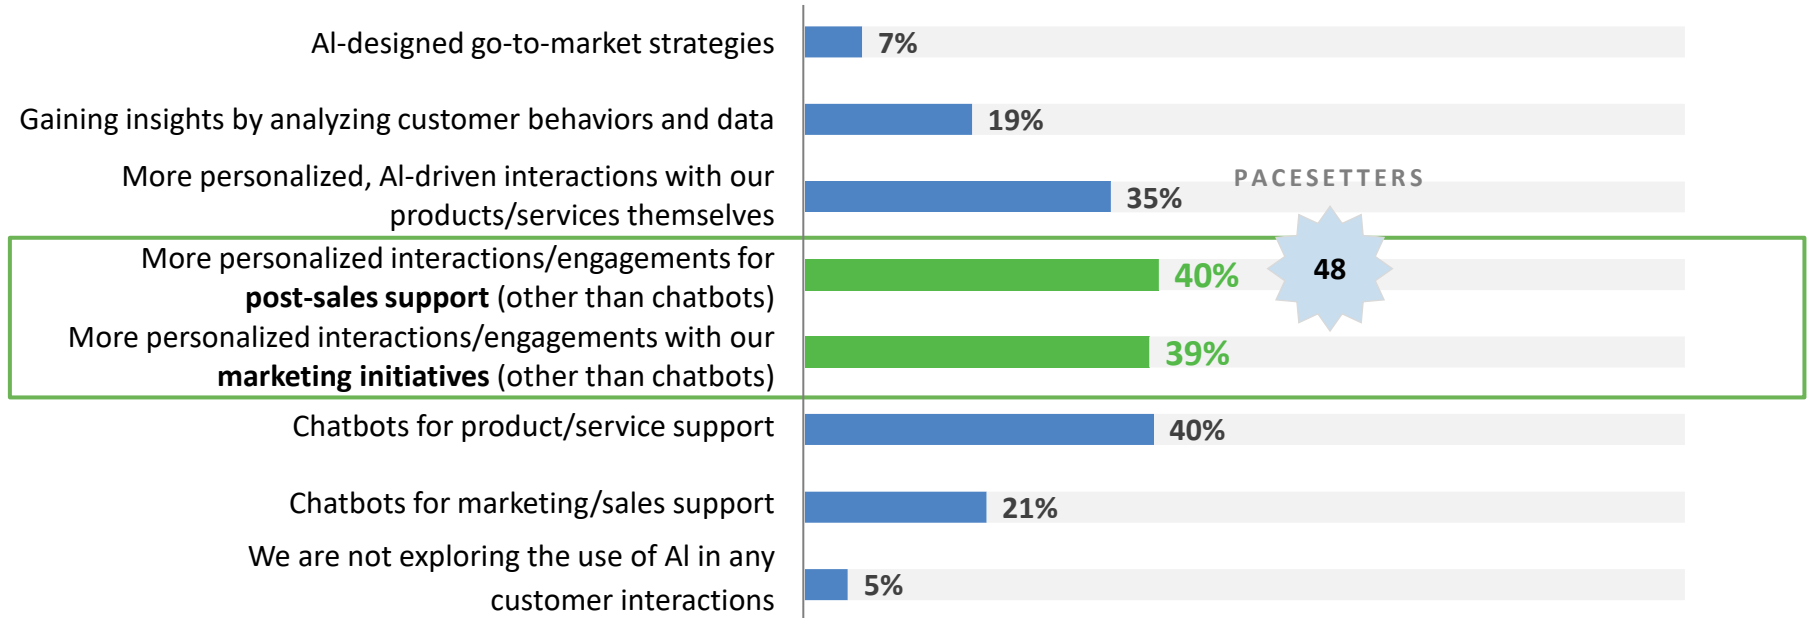 AI-designed go-to-market strategies
7%
Gaining insights by analyzing customer behaviors and data
19%
More personalized, AI-driven interactions with our
products/services themselves
35%
PACESETTERS
More personalized interactions/engagements for
post-sales support (other than chatbots)
40%
48
More personalized interactions/engagements with our
marketing initiatives (other than chatbots)
39%
Chatbots for product/service support
40%
Chatbots for marketing/sales support
21%
We are not exploring the use of AI in any
customer interactions
5%